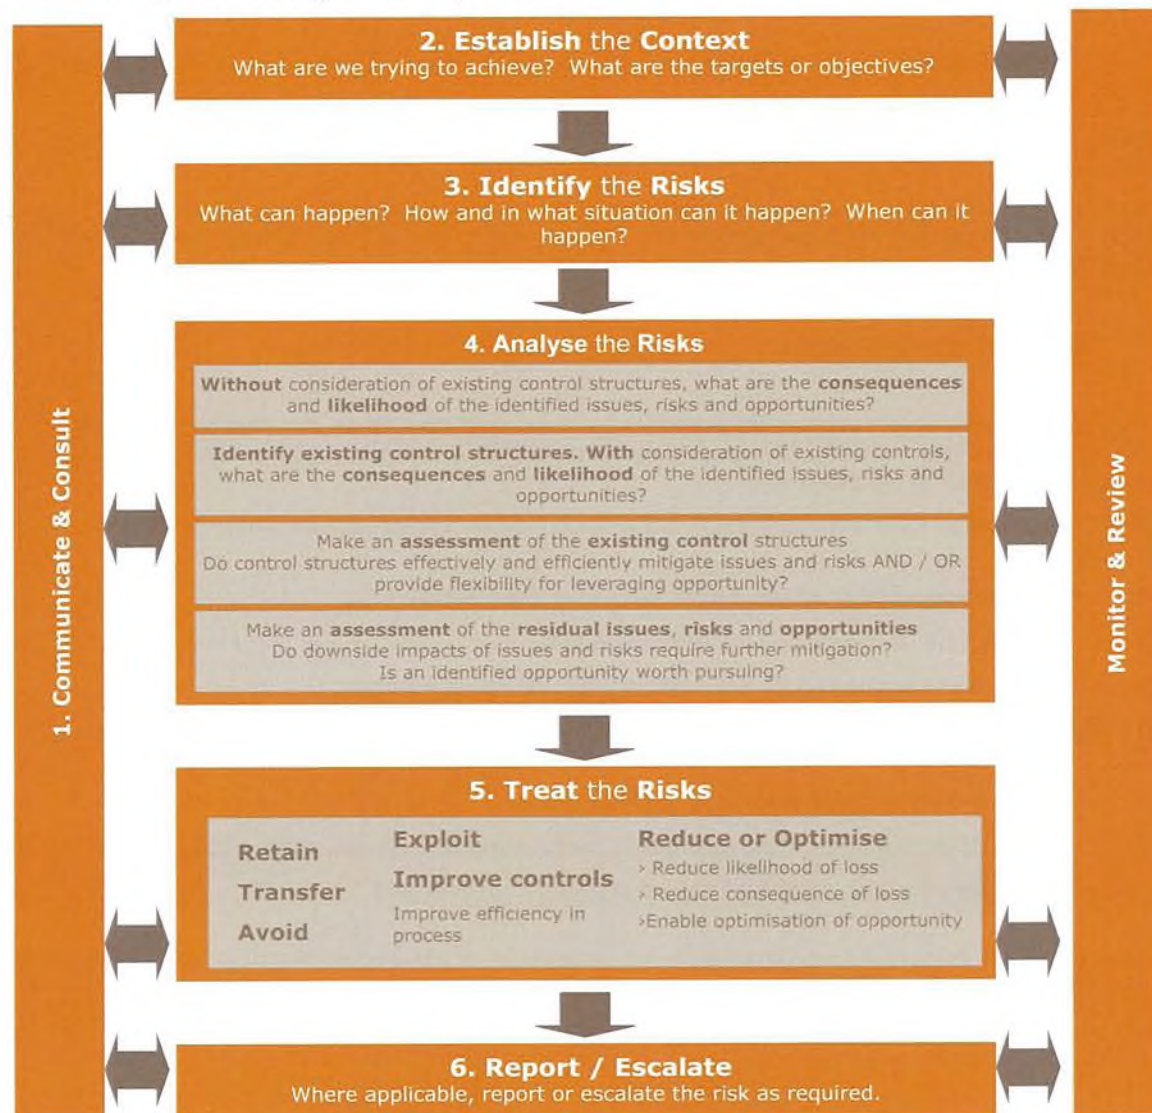 1. Communicate & Consult
2. Establish the Context
What are we trying to achieve?  What are the targets or objectives?
3. Identify the Risks
What can happen?  How and in what situation can it happen?  When can it
happen?
4. Analyse the Risks
Without consideration of existing control structures, what are the consequences
and likelihood of the identified issues, risks and opportunities?
Identify existing control structures. With consideration of existing controls,
what are the consequences and likelihood of the identified issues, risks and
opportunities?
Make an assessment of the existing control structures
Do control structures effectively and efficiently mitigate issues and risks AND / OR
provide flexibility for leveraging opportunity?
Make an assessment of the residual issues, risks and opportunities
Do downside impacts of issues and risks require further mitigation?
Is an identified opportunity worth pursuing?
5. Treat the Risks
Retain
Transfer
Avoid
Exploit
Improve controls
Improve efficiency in
process
Reduce or Optimise
› Reduce likelihood of loss
› Reduce consequence of loss
›Enable optimisation of opportunity
6. Report / Escalate
Where applicable, report or escalate the risk as required.
Monitor & Review